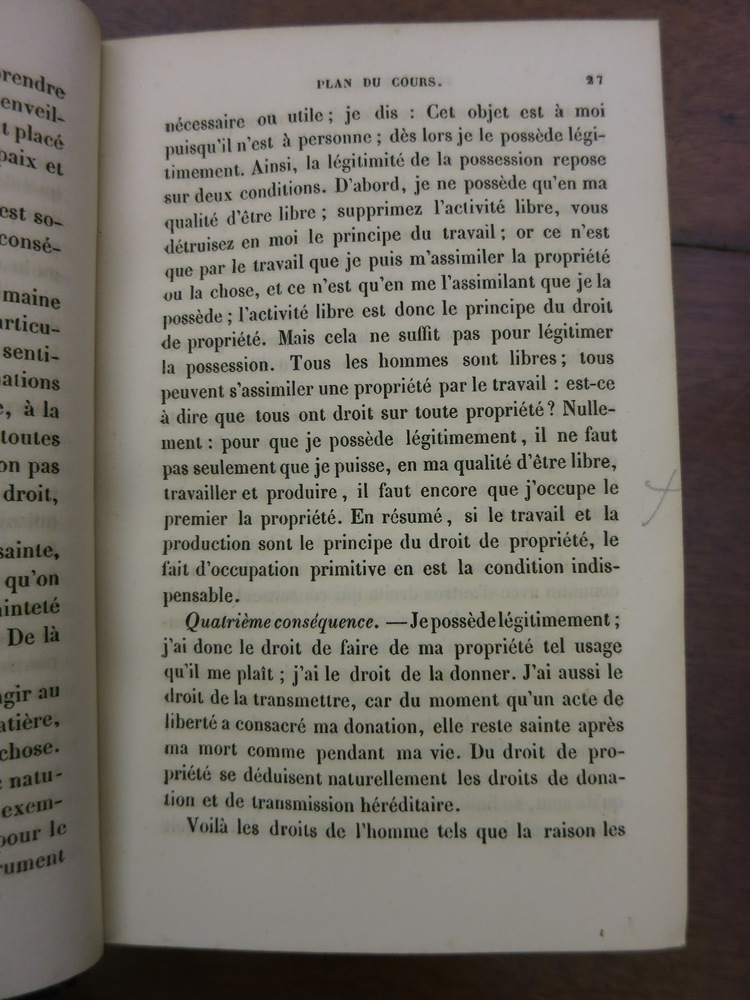 rendre
enveil-
t placé
paix et
est so-
consé-
maine
articu-
senti-
ations
, à la
toutes
on pas
droit,
sainte,
qu'on
ainteté
De là
agir au
atière,
chose.
natu-
exem-
pour le
rument
PLAN DU COURS. 27
nécessaire ou utile ; je dis : Cet objet est à moi
puisqu'il n'est à personne ; dès lors je le possède légi-
timement. Ainsi, la légitimité de la possession repose
sur deux conditions. D'abord, je ne possède qu'en ma
qualité d'être libre ; supprimez l'activité libre, vous
détruisez en moi le principe du travail ; or ce n'est
que par le travail que je puis m'assimiler la propriété
ou la chose, et ce n'est qu'en me l'assimilant que je la
possède ; l'activité libre est donc le principe du droit
de propriété. Mais cela ne suffit pas pour légitimer
la possession. Tous les hommes sont libres ; tous
peuvent s'assimiler une propriété par le travail : est-ce
à dire que tous ont droit sur toute propriété ? Nulle-
ment : pour que je possède légitimement, il ne faut
pas seulement que je puisse, en ma qualité d'être libre,
travailler et produire, il faut encore que j'occupe le
premier la propriété. En résumé, si le travail et la
production sont le principe du droit de propriété, le
fait d'occupation primitive en est la condition indis-
pensable.
Quatrième conséquence. — Je possède légitimement ;
j'ai donc le droit de faire de ma propriété tel usage
qu'il me plaît ; j'ai le droit de la donner. J'ai aussi le
droit de la transmettre, car du moment qu'un acte de
liberté a consacré ma donation, elle reste sainte après
ma mort comme pendant ma vie. Du droit de pro-
priété se déduisent naturellement les droits de dona-
tion et de transmission héréditaire.
Voilà les droits de l'homme tels que la raison les